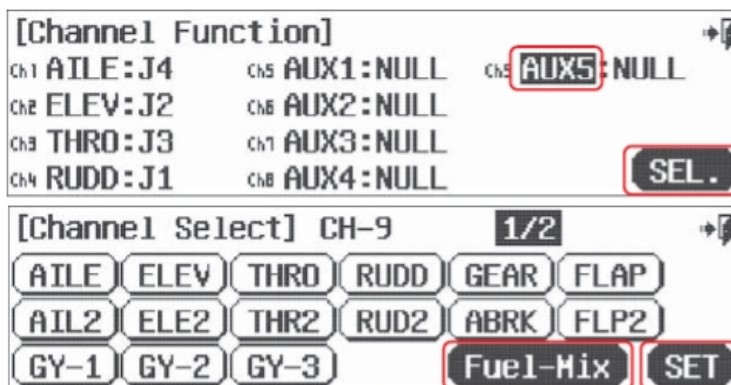 [Channel Function]
Ch1 AILE:J4 Ch5 AUX1:NULL Ch9 AUX5:NULL
Ch2 ELEV:J2 Ch6 AUX2:NULL
Ch3 THRO:J3 Ch7 AUX3:NULL
Ch4 RUDD:J1 Ch8 AUX4:NULL SEL.
[Channel Select] CH-9 1/2
AILE ELEV THRO RUDD GEAR FLAP
AIL2 ELE2 THR2 RUD2 ABRK FLP2
GY-1 GY-2 GY-3 Fuel-Mix SET